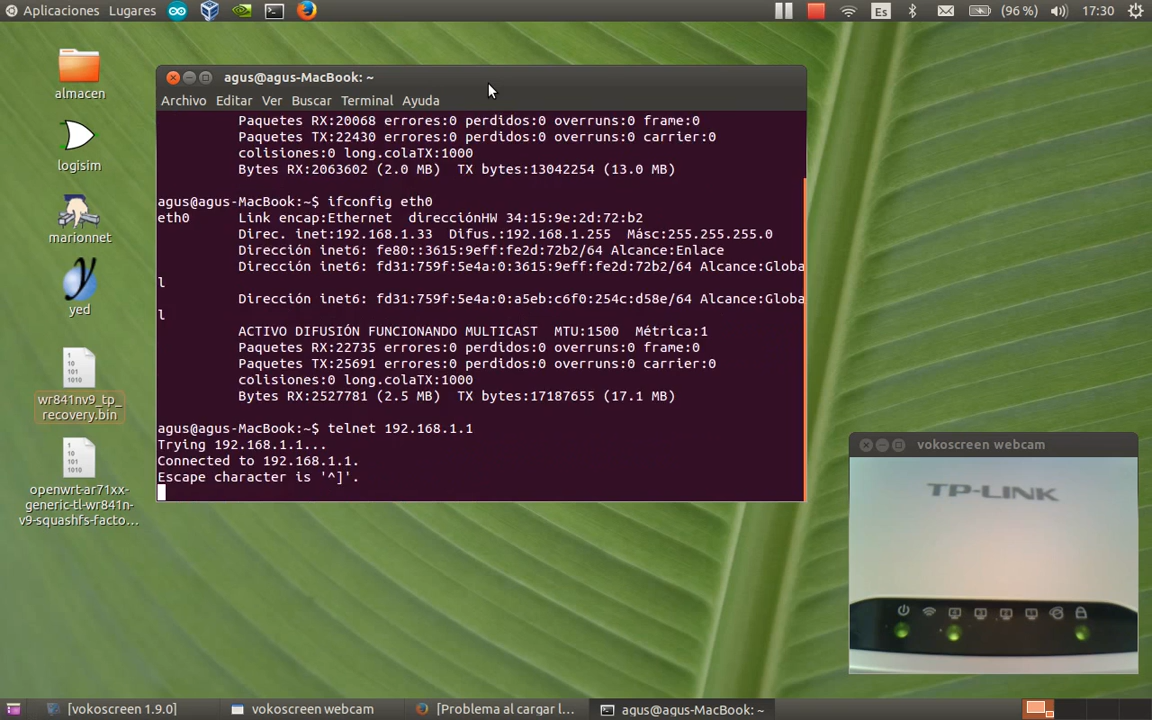 Aplicaciones Lugares Es (96 %) 17:30
almacen
logisim
marionnet
yed
1
10
101
1010
wr841nv9_tp_
recovery.bin
1
10
101
1010
openwrt-ar71xx-
generic-tl-wr841n-
v9-squashfs-facto...
agus@agus-MacBook: ~
Archivo Editar Ver Buscar Terminal Ayuda
Paquetes RX:20068 errores:0 perdidos:0 overruns:0 frame:0
Paquetes TX:22430 errores:0 perdidos:0 overruns:0 carrier:0
colisiones:0 long.colaTX:1000
Bytes RX:2063602 (2.0 MB)  TX bytes:13042254 (13.0 MB)
agus@agus-MacBook:~$ ifconfig eth0
eth0      Link encap:Ethernet  direcciónHW 34:15:9e:2d:72:b2
Direc. inet:192.168.1.33  Difus.:192.168.1.255  Másc:255.255.255.0
Dirección inet6: fe80::3615:9eff:fe2d:72b2/64 Alcance:Enlace
Dirección inet6: fd31:759f:5e4a:0:3615:9eff:fe2d:72b2/64 Alcance:Globa
l
Dirección inet6: fd31:759f:5e4a:0:a5eb:c6f0:254c:d58e/64 Alcance:Globa
l
ACTIVO DIFUSIÓN FUNCIONANDO MULTICAST  MTU:1500  Métrica:1
Paquetes RX:22735 errores:0 perdidos:0 overruns:0 frame:0
Paquetes TX:25691 errores:0 perdidos:0 overruns:0 carrier:0
colisiones:0 long.colaTX:1000
Bytes RX:2527781 (2.5 MB)  TX bytes:17187655 (17.1 MB)
agus@agus-MacBook:~$ telnet 192.168.1.1
Trying 192.168.1.1...
Connected to 192.168.1.1.
Escape character is '^]'.
vokoscreen webcam
TP-LINK
[vokoscreen 1.9.0] vokoscreen webcam [Problema al cargar l... agus@agus-MacBook: ~